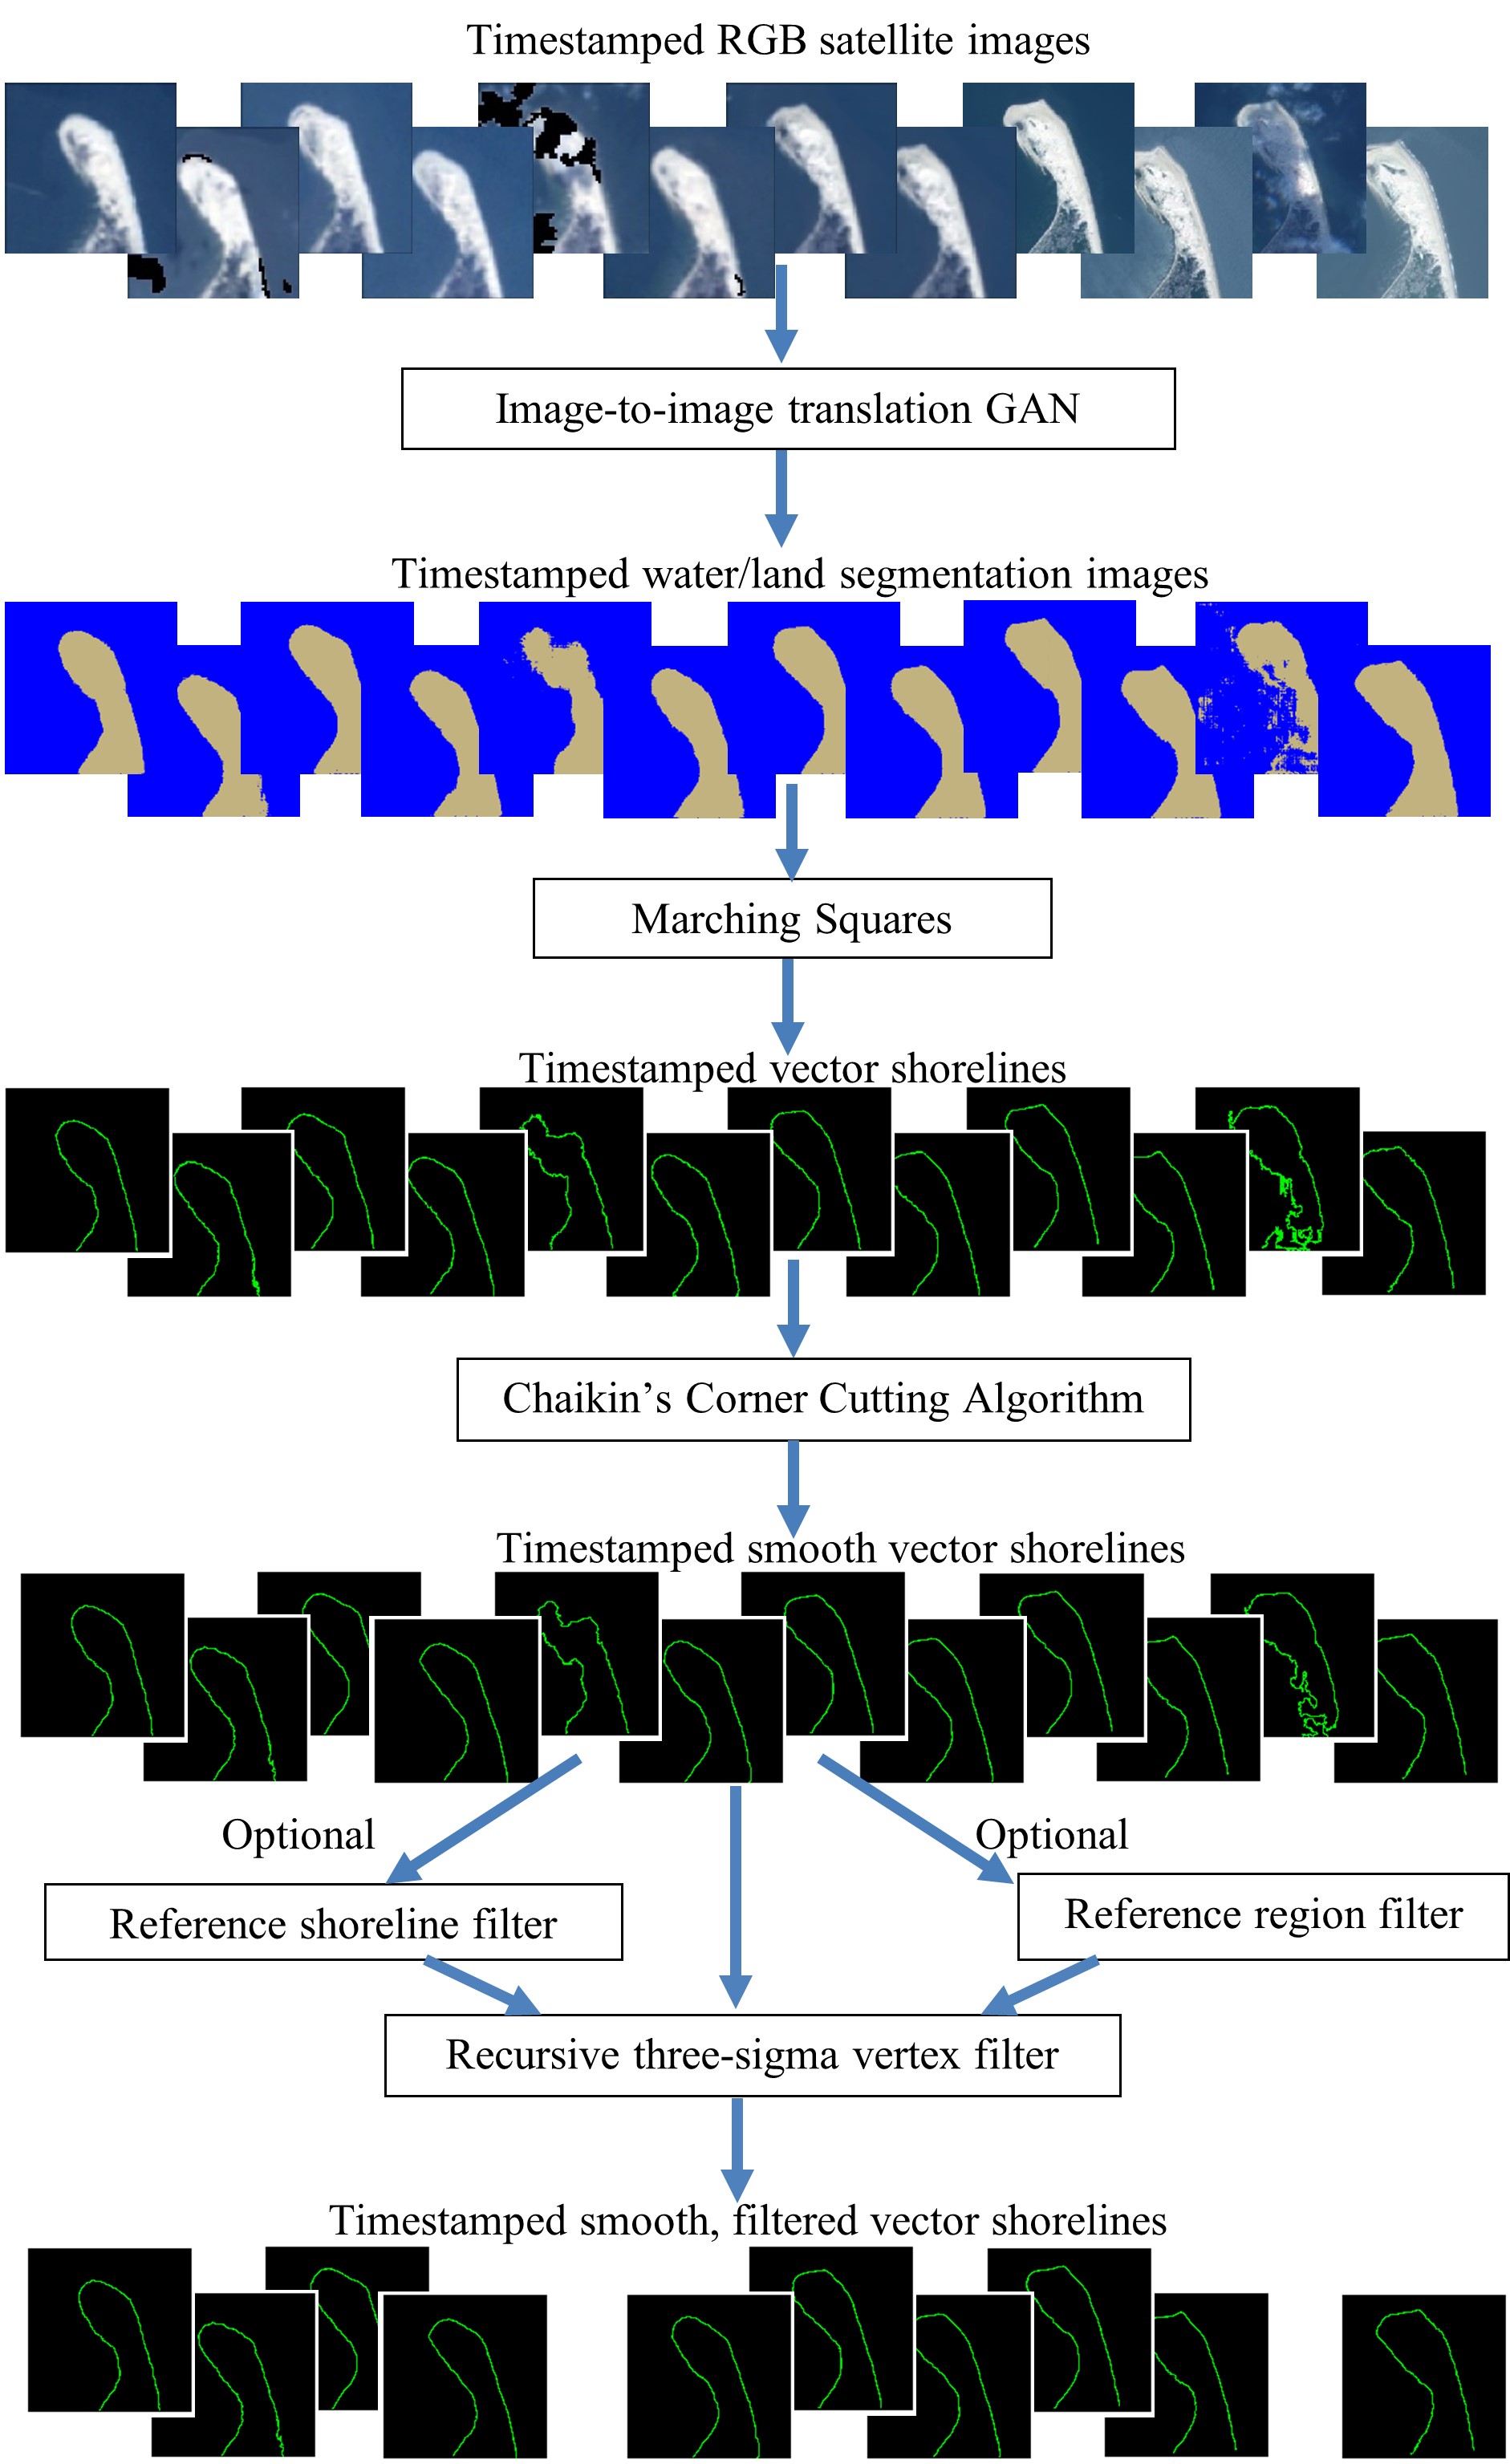 Timestamped RGB satellite images
Image-to-image translation GAN
Timestamped water/land segmentation images
Marching Squares
Timestamped vector shorelines
Chaikin’s Corner Cutting Algorithm
Timestamped smooth vector shorelines
Optional
Optional
Reference shoreline filter
Reference region filter
Recursive three-sigma vertex filter
Timestamped smooth, filtered vector shorelines